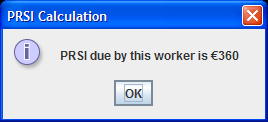 PRSI Calculation
PRSI due by this worker is €360
OK